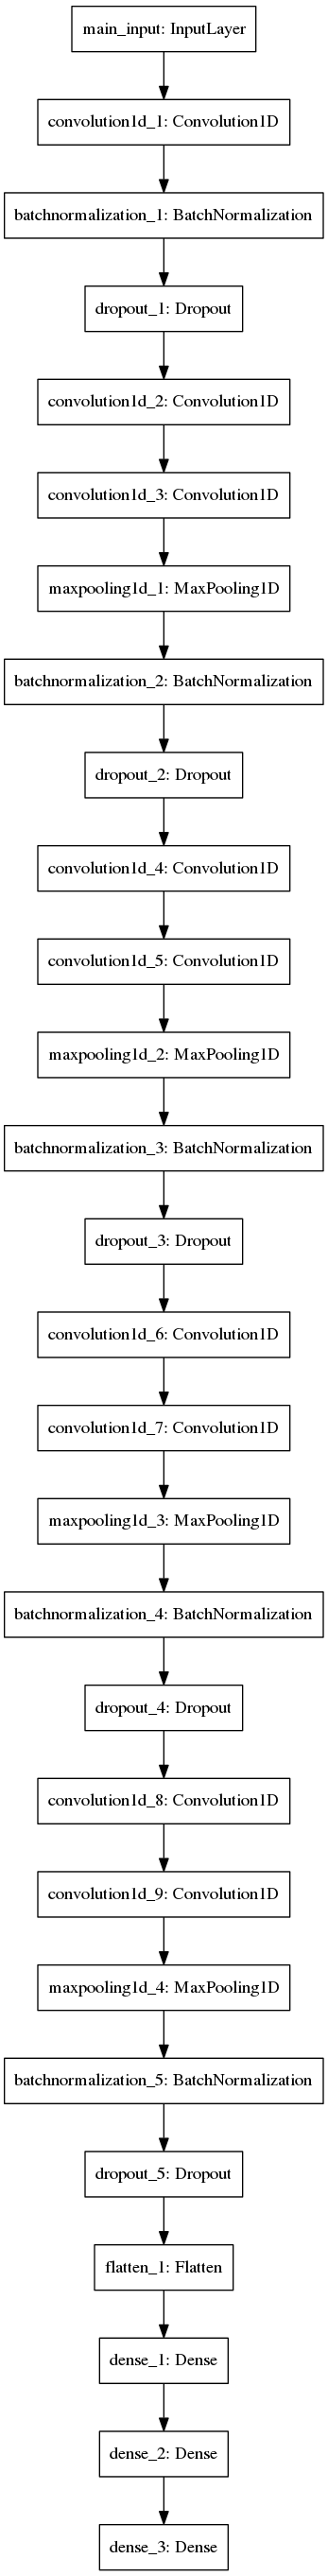 main_input: InputLayer
convolution1d_1: Convolution1D
batchnormalization_1: BatchNormalization
dropout_1: Dropout
convolution1d_2: Convolution1D
convolution1d_3: Convolution1D
maxpooling1d_1: MaxPooling1D
batchnormalization_2: BatchNormalization
dropout_2: Dropout
convolution1d_4: Convolution1D
convolution1d_5: Convolution1D
maxpooling1d_2: MaxPooling1D
batchnormalization_3: BatchNormalization
dropout_3: Dropout
convolution1d_6: Convolution1D
convolution1d_7: Convolution1D
maxpooling1d_3: MaxPooling1D
batchnormalization_4: BatchNormalization
dropout_4: Dropout
convolution1d_8: Convolution1D
convolution1d_9: Convolution1D
maxpooling1d_4: MaxPooling1D
batchnormalization_5: BatchNormalization
dropout_5: Dropout
flatten_1: Flatten
dense_1: Dense
dense_2: Dense
dense_3: Dense